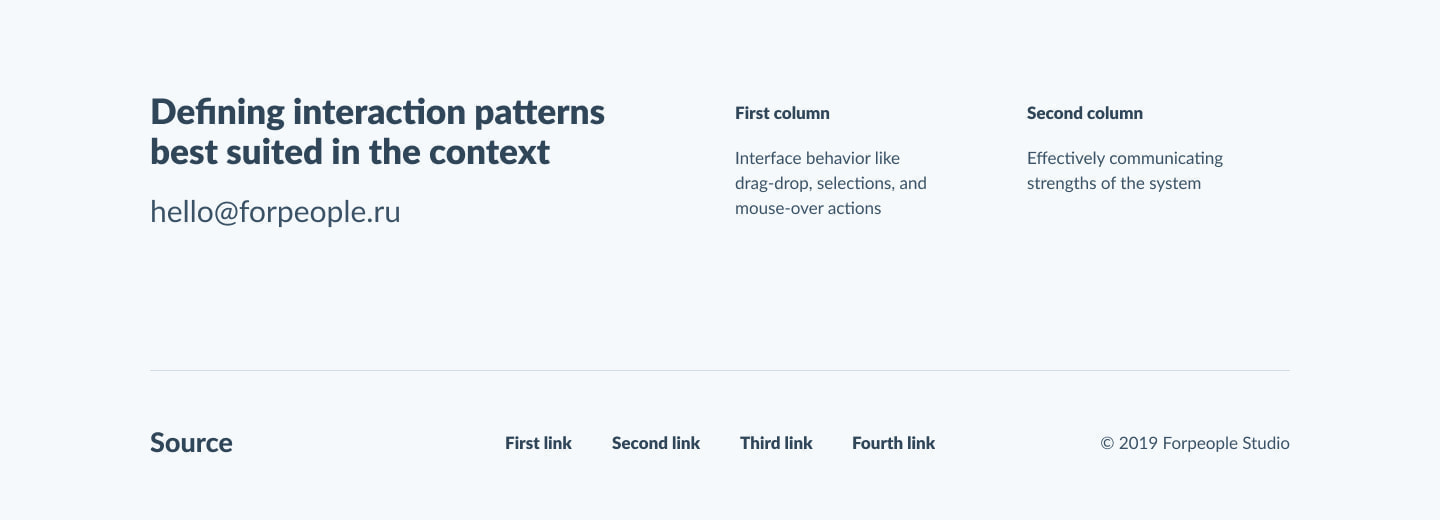 Defining interaction patterns
best suited in the context
hello@forpeople.ru
First column
Interface behavior like
drag-drop, selections, and
mouse-over actions
Second column
Effectively communicating
strengths of the system
Source
First link
Second link
Third link
Fourth link
© 2019 Forpeople Studio